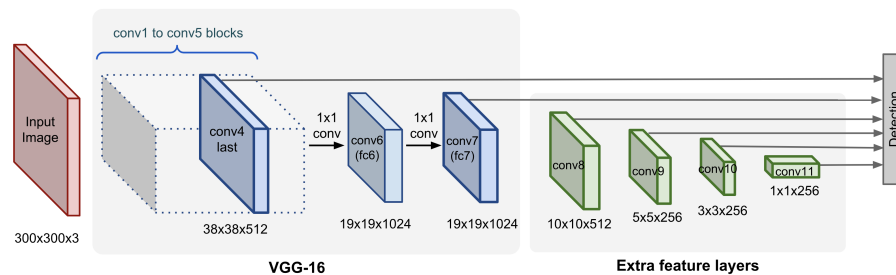 conv1 to conv5 blocks
Input
Image
conv4
last
1x1
conv
conv6
(fc6)
1x1
conv
conv7
(fc7)
conv8
conv9
conv10
conv11
Detection
300x300x3
38x38x512
19x19x1024
19x19x1024
10x10x512
5x5x256
3x3x256
1x1x256
VGG-16
Extra feature layers